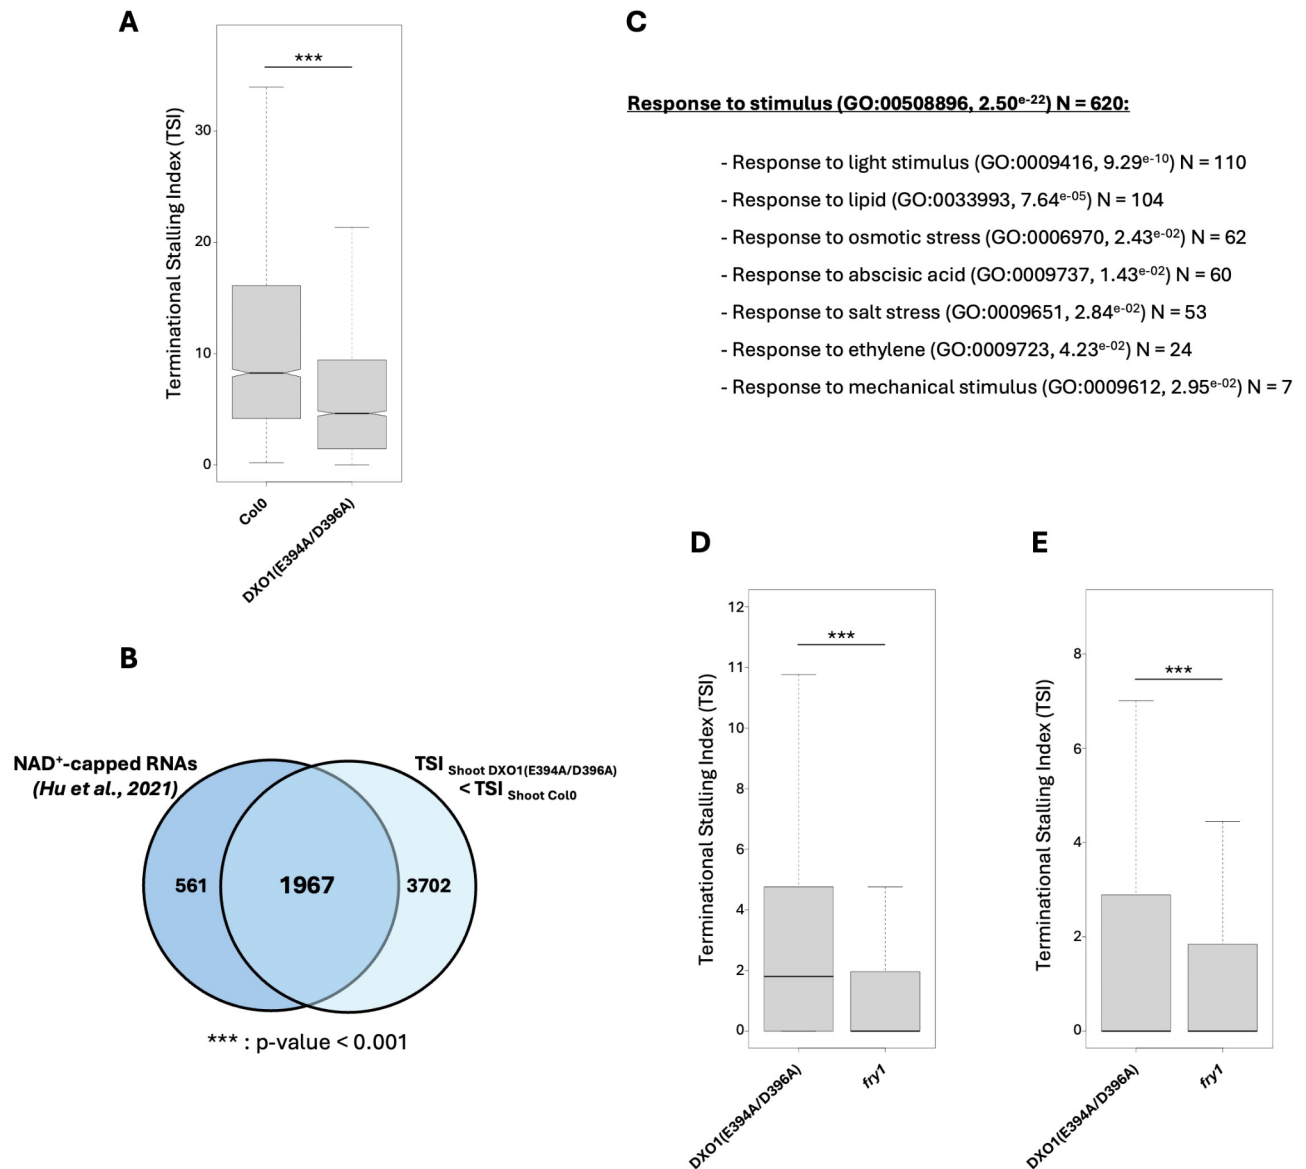 A
***
Terminational Stalling Index (TSI)
30
20
10
0
Col0
DXO1(E394A/D396A)
B
NAD+-capped RNAs
(Hu et al., 2021)
TSI Shoot DXO1(E394A/D396A)
< TSI Shoot Col0
561
1967
3702
*** : p-value < 0.001
C
Response to stimulus (GO:00508896, 2.50e-22) N = 620:
- Response to light stimulus (GO:0009416, 9.29e-10) N = 110
- Response to lipid (GO:0033993, 7.64e-05) N = 104
- Response to osmotic stress (GO:0006970, 2.43e-02) N = 62
- Response to abscisic acid (GO:0009737, 1.43e-02) N = 60
- Response to salt stress (GO:0009651, 2.84e-02) N = 53
- Response to ethylene (GO:0009723, 4.23e-02) N = 24
- Response to mechanical stimulus (GO:0009612, 2.95e-02) N = 7
D
***
Terminational Stalling Index (TSI)
12
11
10
8
6
4
2
0
DXO1(E394A/D396A)
fry1
E
***
Terminational Stalling Index (TSI)
8
6
4
2
0
DXO1(E394A/D396A)
fry1